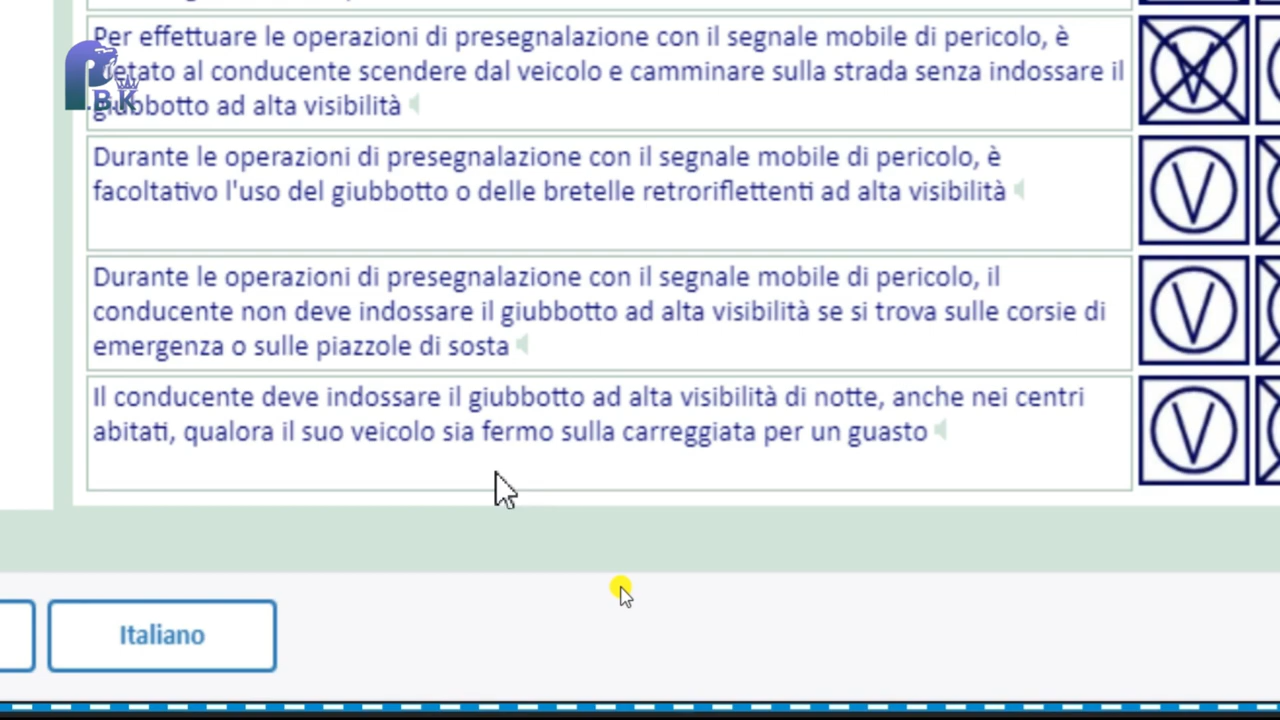 Per effettuare le operazioni di presegnalazione con il segnale mobile di pericolo, è
vietato al conducente scendere dal veicolo e camminare sulla strada senza indossare il
giubbotto ad alta visibilità
BK
V
Durante le operazioni di presegnalazione con il segnale mobile di pericolo, è
facoltativo l'uso del giubbotto o delle bretelle retroriflettenti ad alta visibilità
V
Durante le operazioni di presegnalazione con il segnale mobile di pericolo, il
conducente non deve indossare il giubbotto ad alta visibilità se si trova sulle corsie di
emergenza o sulle piazzole di sosta
V
Il conducente deve indossare il giubbotto ad alta visibilità di notte, anche nei centri
abitati, qualora il suo veicolo sia fermo sulla carreggiata per un guasto
V
Italiano